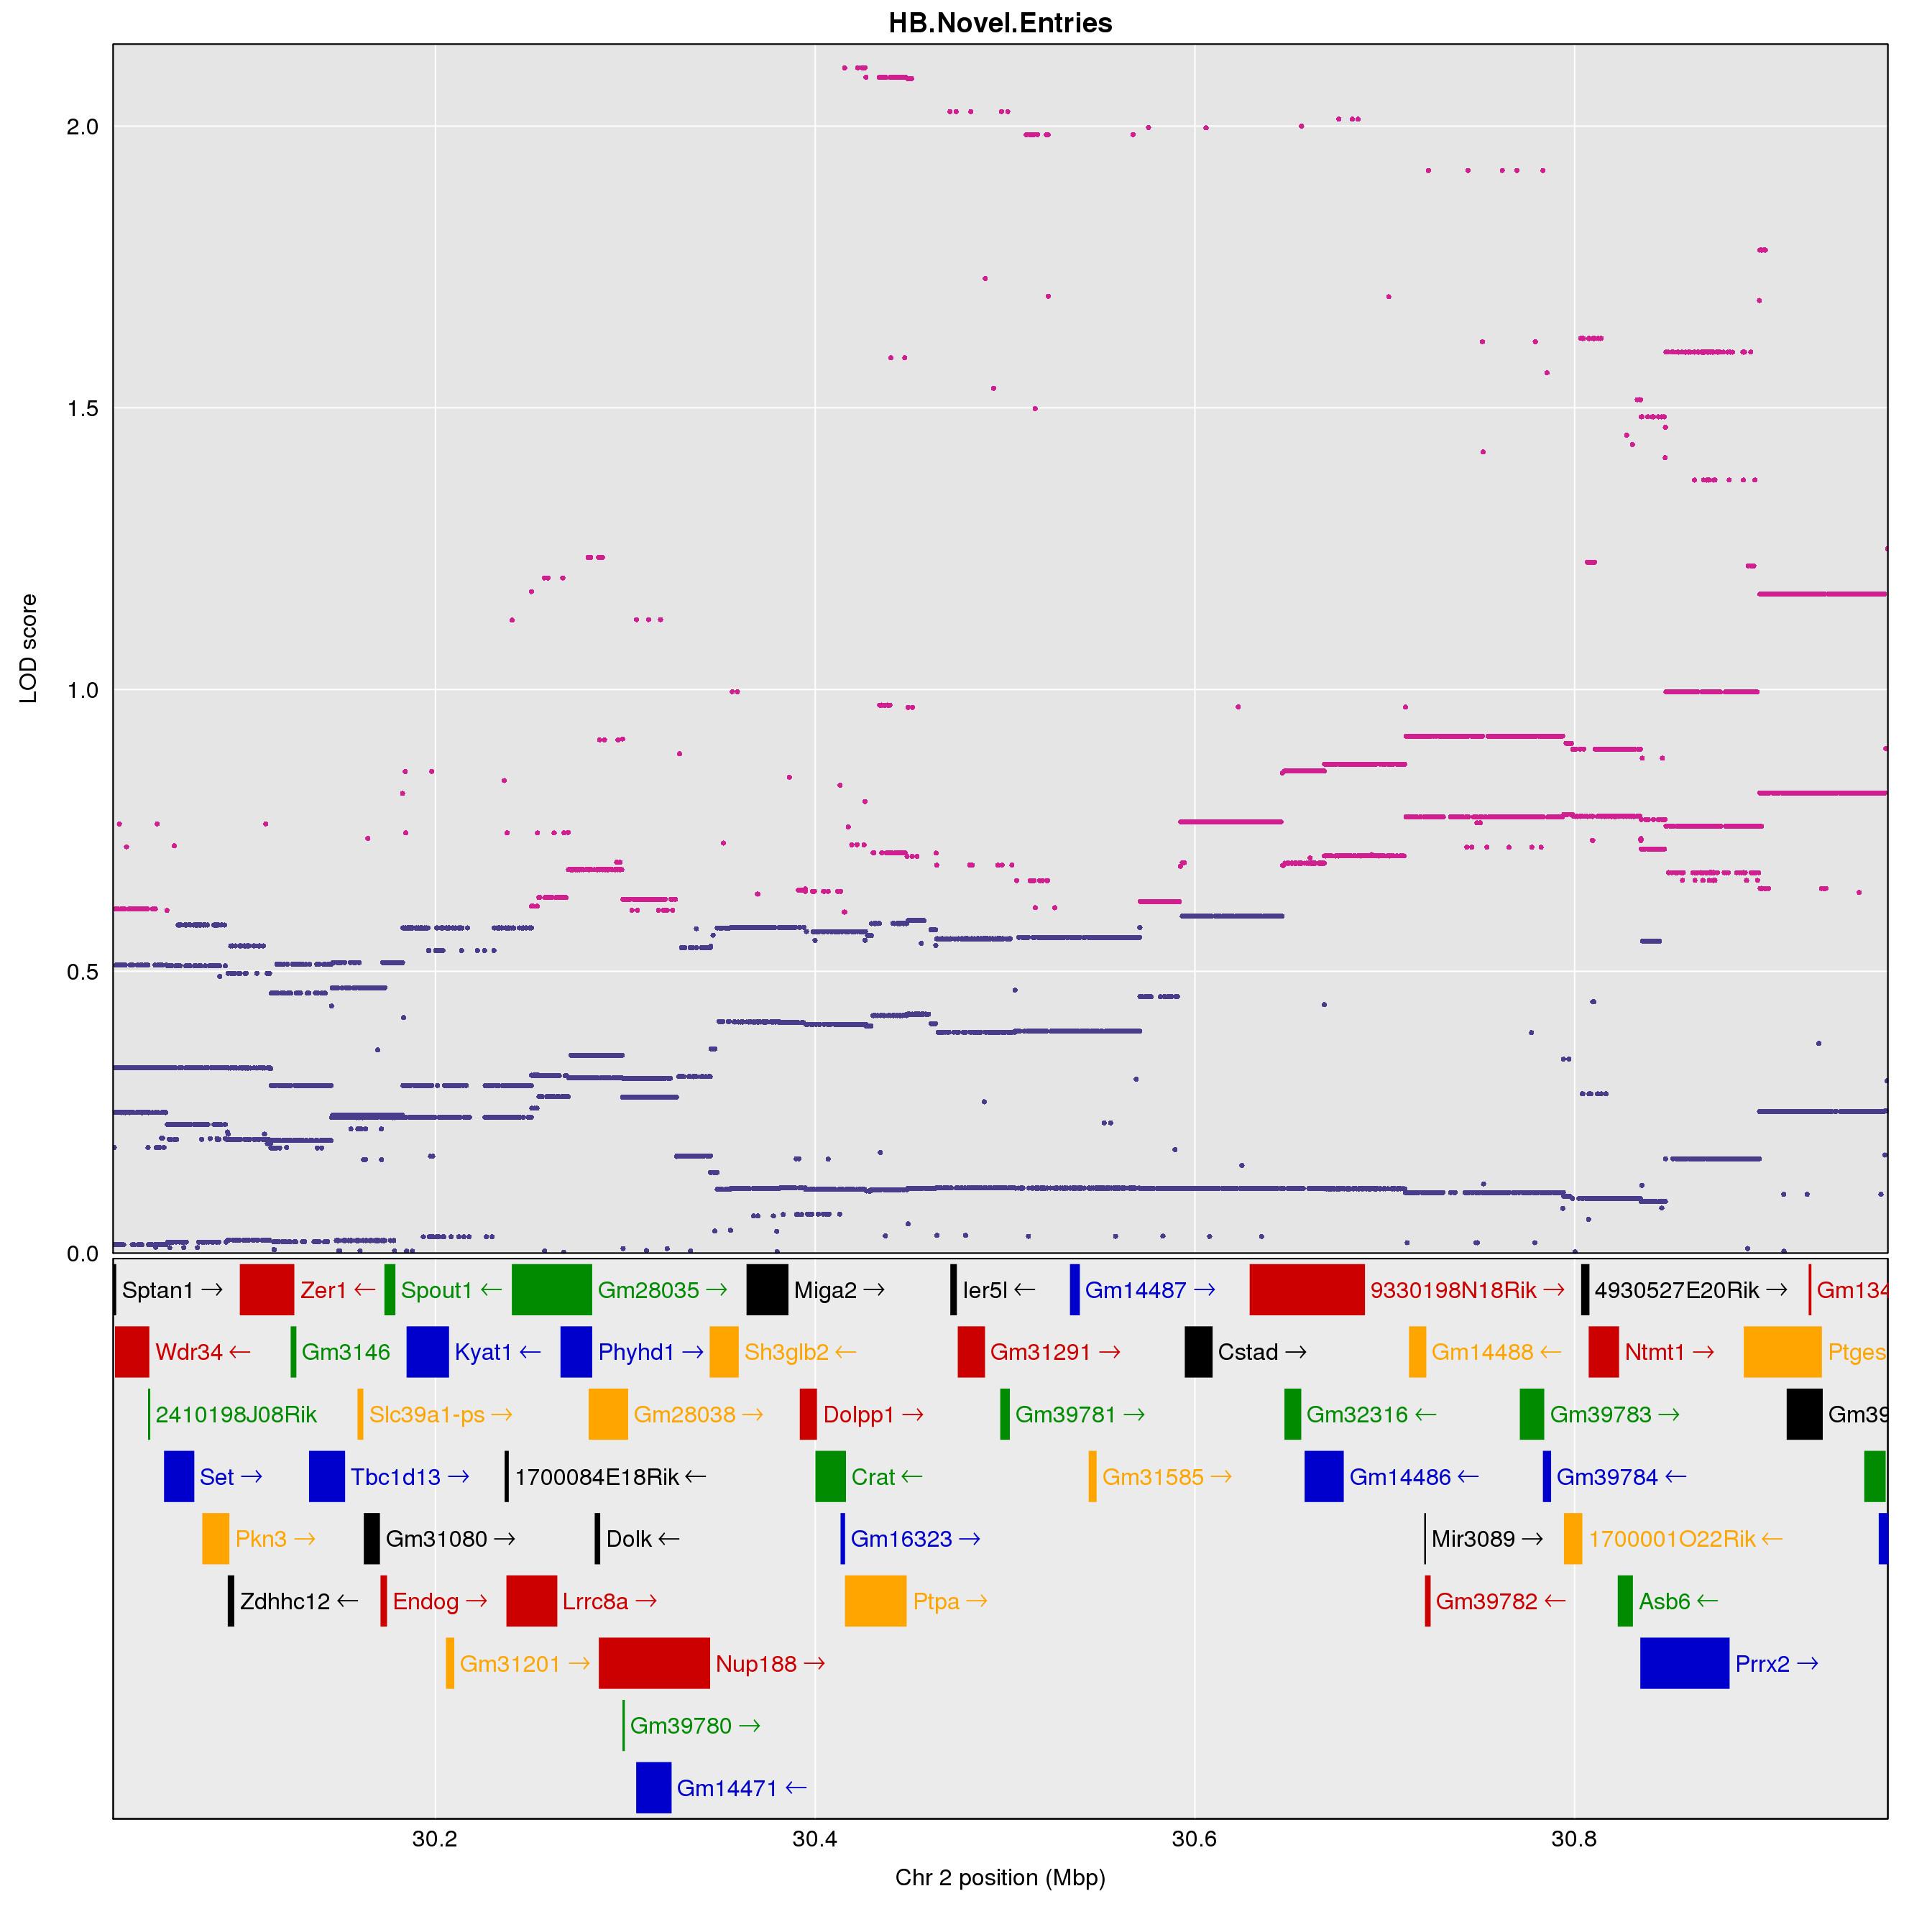 HB.Novel.Entries
2.0
1.5
1.0
0.5
0.0
LOD score
Sptan1 → Zer1 ← Spout1 ← Gm28035 → Miga2 → Ier5l ← Gm14487 → 9330198N18Rik → 4930527E20Rik → Gm134
Wdr34 ← Gm3146 Kyat1 ← Phyhd1 → Sh3glb2 ← Gm31291 → Cstad → Gm14488 ← Ntmt1 → Ptges
2410198J08Rik Slc39a1-ps → Gm28038 → Dolpp1 → Gm39781 → Gm32316 ← Gm39783 → Gm39
Set → Tbc1d13 → 1700084E18Rik ← Crat ← Gm31585 → Gm14486 ← Gm39784 ←
Pkn3 → Gm31080 → Dolk ← Gm16323 → Mir3089 → 1700001O22Rik ←
Zdhhc12 ← Endog → Lrrc8a → Ptpa → Gm39782 ← Asb6 ←
Gm31201 → Nup188 → Prrx2 →
Gm39780 →
Gm14471 ←
30.2 30.4 30.6 30.8
Chr 2 position (Mbp)